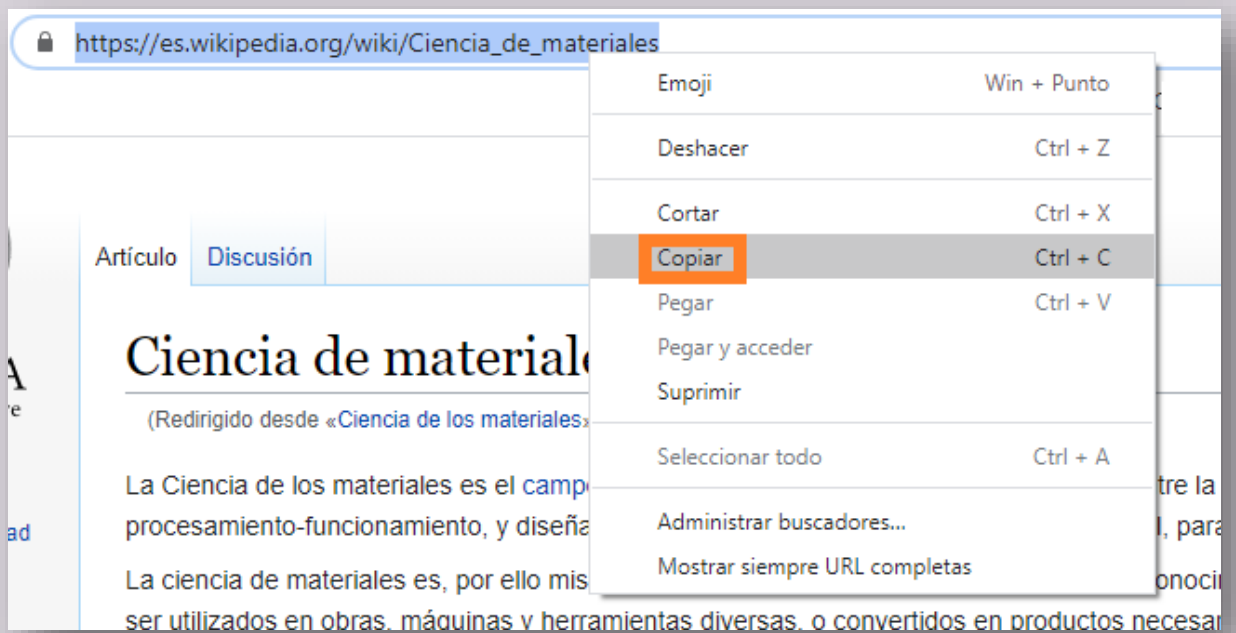 https://es.wikipedia.org/wiki/Ciencia_de_materiales
Emoji Win + Punto
Deshacer Ctrl + Z
Cortar Ctrl + X
Copiar Ctrl + C
Pegar Ctrl + V
Pegar y acceder
Suprimir
Seleccionar todo Ctrl + A
Administrar buscadores...
Mostrar siempre URL completas
Artículo Discusión
Ciencia de materiale
(Redirigido desde «Ciencia de los materiales»
La Ciencia de los materiales es el camp tre la
procesamiento-funcionamiento, y diseña l, para
La ciencia de materiales es, por ello mis onoci
ser utilizados en obras, máquinas y herramientas diversas, o convertidos en productos necesar
A
re
ad